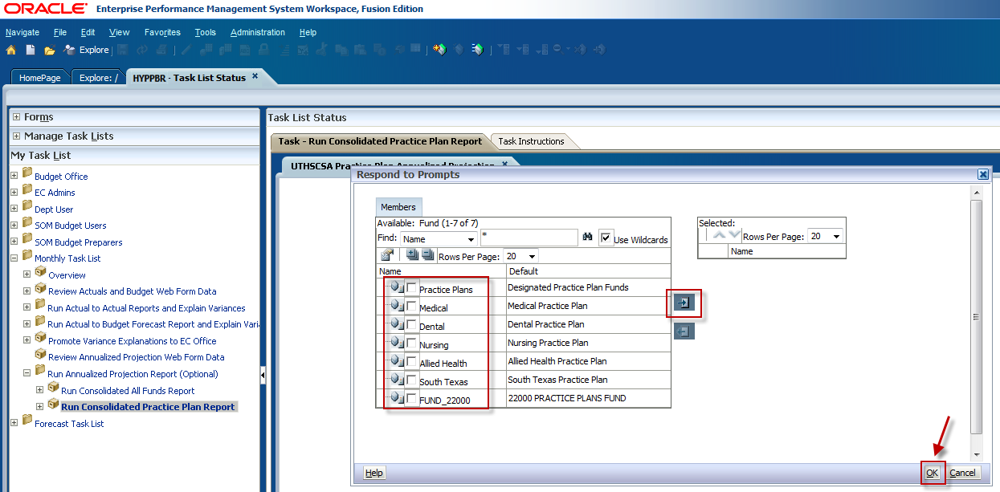 ORACLE® Enterprise Performance Management System Workspace, Fusion Edition
Navigate File Edit View Favorites Tools Administration Help
Explore
HomePage Explore: / HYPPBR - Task List Status
Forms
Manage Task Lists
My Task List
Budget Office
EC Admins
Dept User
SOM Budget Users
SOM Budget Preparers
Monthly Task List
Overview
Review Actuals and Budget Web Form Data
Run Actual to Actual Reports and Explain Variances
Run Actual to Budget Forecast Report and Explain Vari
Promote Variance Explanations to EC Office
Review Annualized Projection Web Form Data
Run Annualized Projection Report (Optional)
Run Consolidated All Funds Report
Run Consolidated Practice Plan Report
Forecast Task List
Task List Status
Task - Run Consolidated Practice Plan Report Task Instructions
UTHSCSA Practice Plan Annualized Projection
Respond to Prompts
Members
Available: Fund (1-7 of 7)
Find: Name * Use Wildcards
Rows Per Page: 20
Name Default
Practice Plans Designated Practice Plan Funds
Medical Medical Practice Plan
Dental Dental Practice Plan
Nursing Nursing Practice Plan
Allied Health Allied Health Practice Plan
South Texas South Texas Practice Plan
FUND_22000 22000 PRACTICE PLANS FUND
Selected:
Rows Per Page: 20
Name
Help OK Cancel